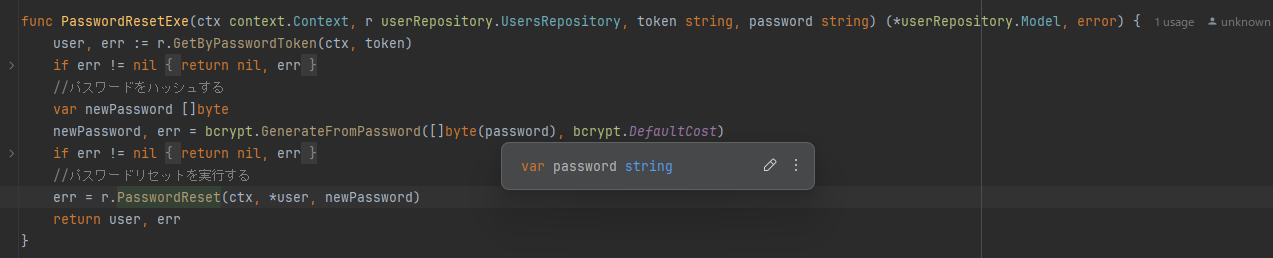 func PasswordResetExe(ctx context.Context, r userRepository.UsersRepository, token string, password string) (*userRepository.Model, error) { 1 usage unknown
user, err := r.GetByPasswordToken(ctx, token)
if err != nil { return nil, err }
//パスワードをハッシュする
var newPassword []byte
newPassword, err = bcrypt.GenerateFromPassword([]byte(password), bcrypt.DefaultCost)
if err != nil { return nil, err }
var password string
//パスワードリセットを実行する
err = r.PasswordReset(ctx, *user, newPassword)
return user, err
}